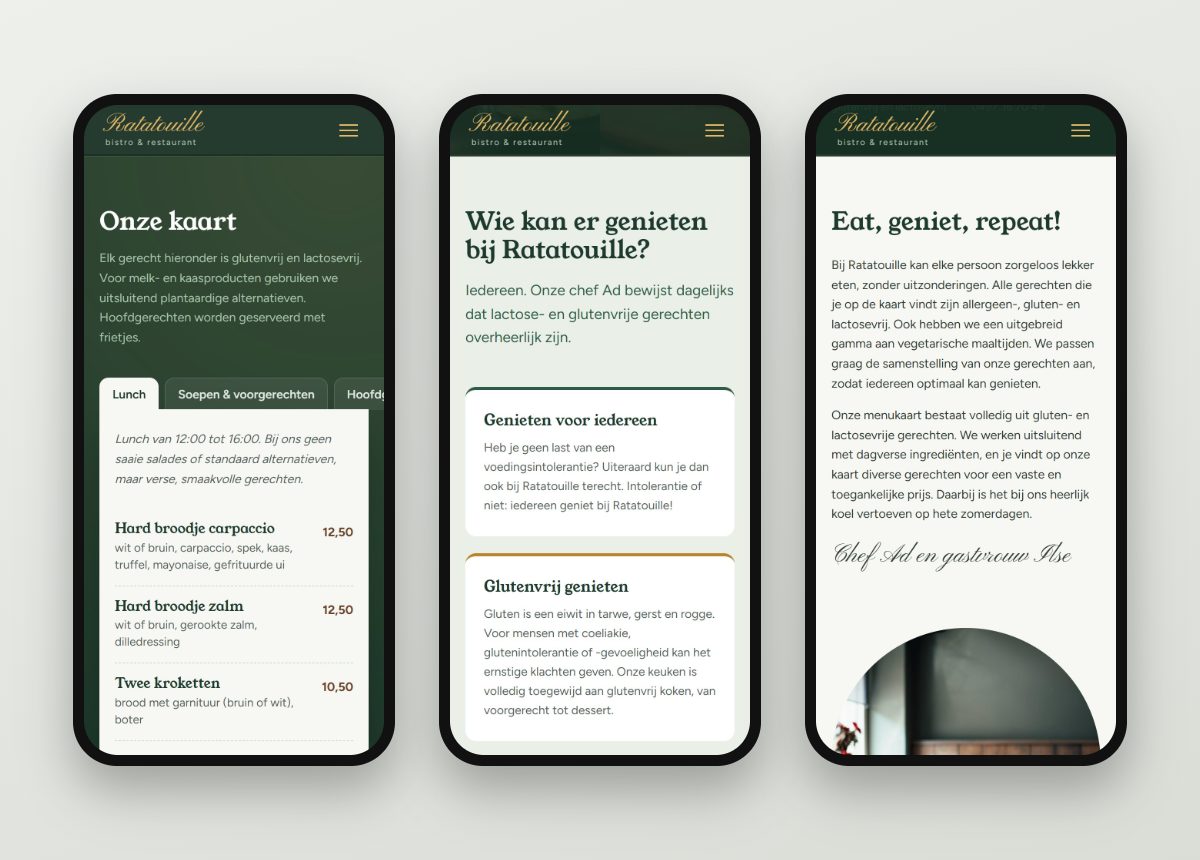 Ratatouille
bistro & restaurant
Onze kaart
Elk gerecht hieronder is glutenvrij en lactosevrij.
Voor melk- en kaasproducten gebruiken we
uitsluitend plantaardige alternatieven.
Hoofdgerechten worden geserveerd met
frietjes.
Lunch
Soepen & voorgerechten
Lunch van 12:00 tot 16:00. Bij ons geen
saaie salades of standaard alternatieven,
maar verse, smaakvolle gerechten.
Hard broodje carpaccio
12,50
wit of bruin, carpaccio, spek, kaas,
truffel, mayonaise, gefrituurde ui
Hard broodje zalm
12,50
wit of bruin, gerookte zalm,
dilledressing
Twee kroketten
10,50
brood met garnituur (bruin of wit),
boter
Ratatouille
bistro & restaurant
Wie kan er genieten
bij Ratatouille?
Iedereen. Onze chef Ad bewijst dagelijks
dat lactose- en glutenvrije gerechten
overheerlijk zijn.
Genieten voor iedereen
Heb je geen last van een
voedingsintolerantie? Uiteraard kun je dan
ook bij Ratatouille terecht. Intolerantie of
niet: iedereen geniet bij Ratatouille!
Glutenvrij genieten
Gluten is een eiwit in tarwe, gerst en rogge.
Voor mensen met coeliakie,
glutenintolerantie of -gevoeligheid kan het
ernstige klachten geven. Onze keuken is
volledig toegewijd aan glutenvrij koken, van
voorgerecht tot dessert.
Ratatouille
bistro & restaurant
Eat, geniet, repeat!
Bij Ratatouille kan elke persoon zorgeloos lekker
eten, zonder uitzonderingen. Alle gerechten die
je op de kaart vindt zijn allergeen-, gluten- en
lactosevrij. Ook hebben we een uitgebreid
gamma aan vegetarische maaltijden. We passen
graag de samenstelling van onze gerechten aan,
zodat iedereen optimaal kan genieten.
Onze menukaart bestaat volledig uit gluten- en
lactosevrije gerechten. We werken uitsluitend
met dagverse ingrediënten, en je vindt op onze
kaart diverse gerechten voor een vaste en
toegankelijke prijs. Daarbij is het bij ons heerlijk
koel vertoeven op hete zomerdagen.
Chef Ad en gastvrouw Ilse